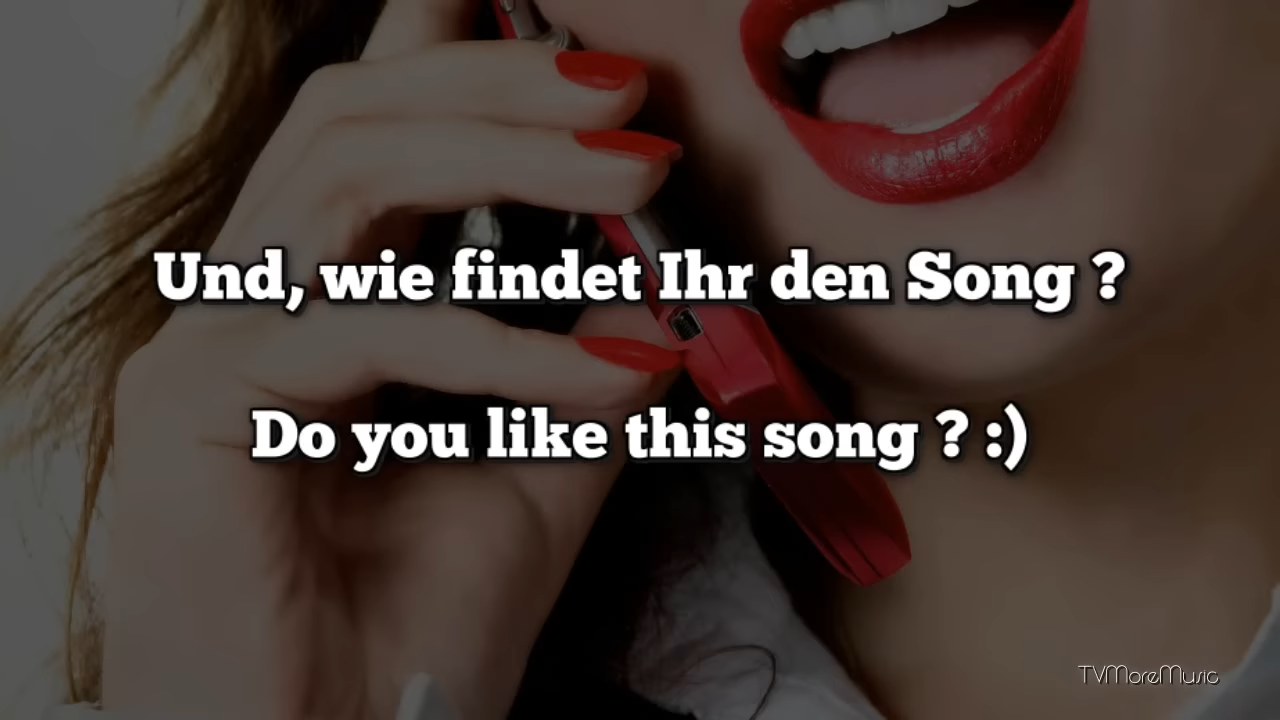 Und, wie findet Ihr den Song ?
Do you like this song ? :)
TVMoreMusic